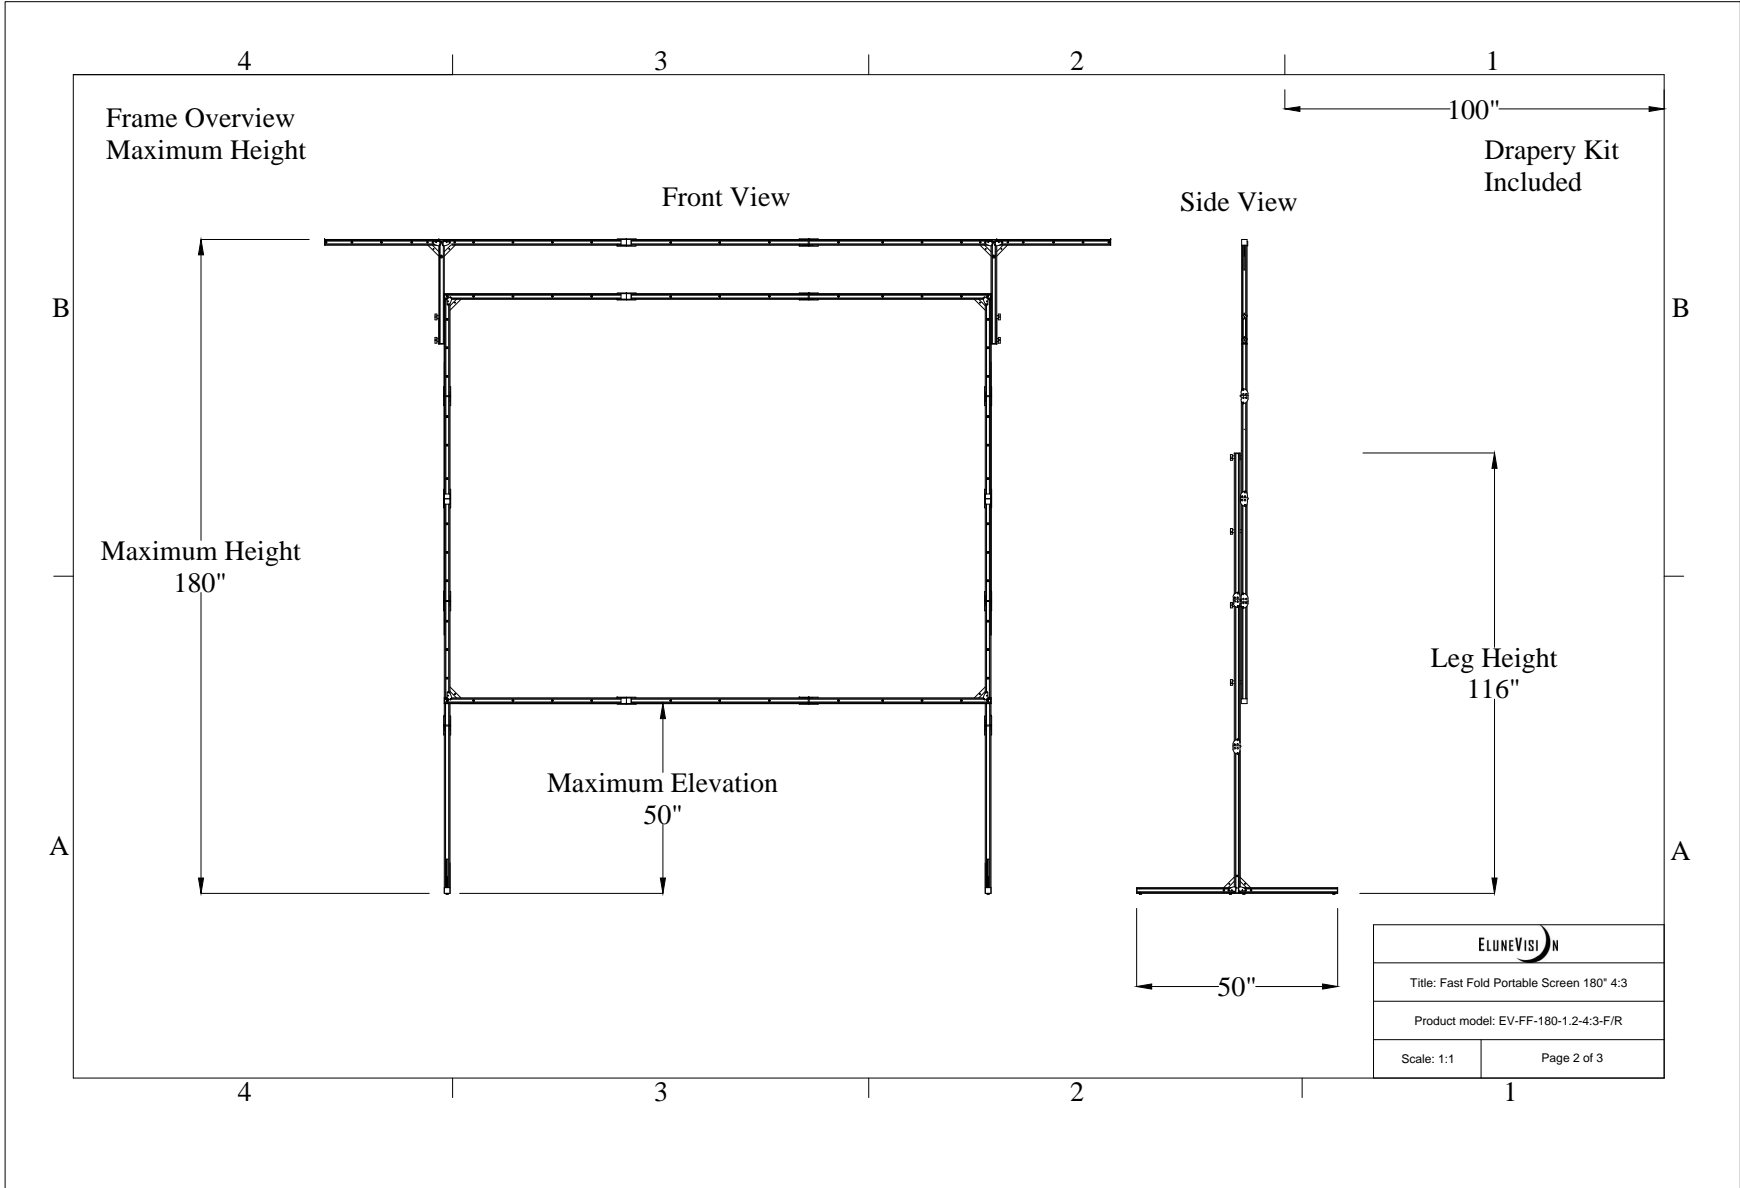 4 3 2 1
100"
Frame Overview
Maximum Height
Drapery Kit
Included
Front View
Side View
B
B
Maximum Height
180"
Leg Height
116"
Maximum Elevation
50"
A
A
50"
ELUNEVISION
Title: Fast Fold Portable Screen 180" 4:3
Product model: EV-FF-180-1.2-4:3-F/R
Scale: 1:1
Page 2 of 3
4 3 2 1